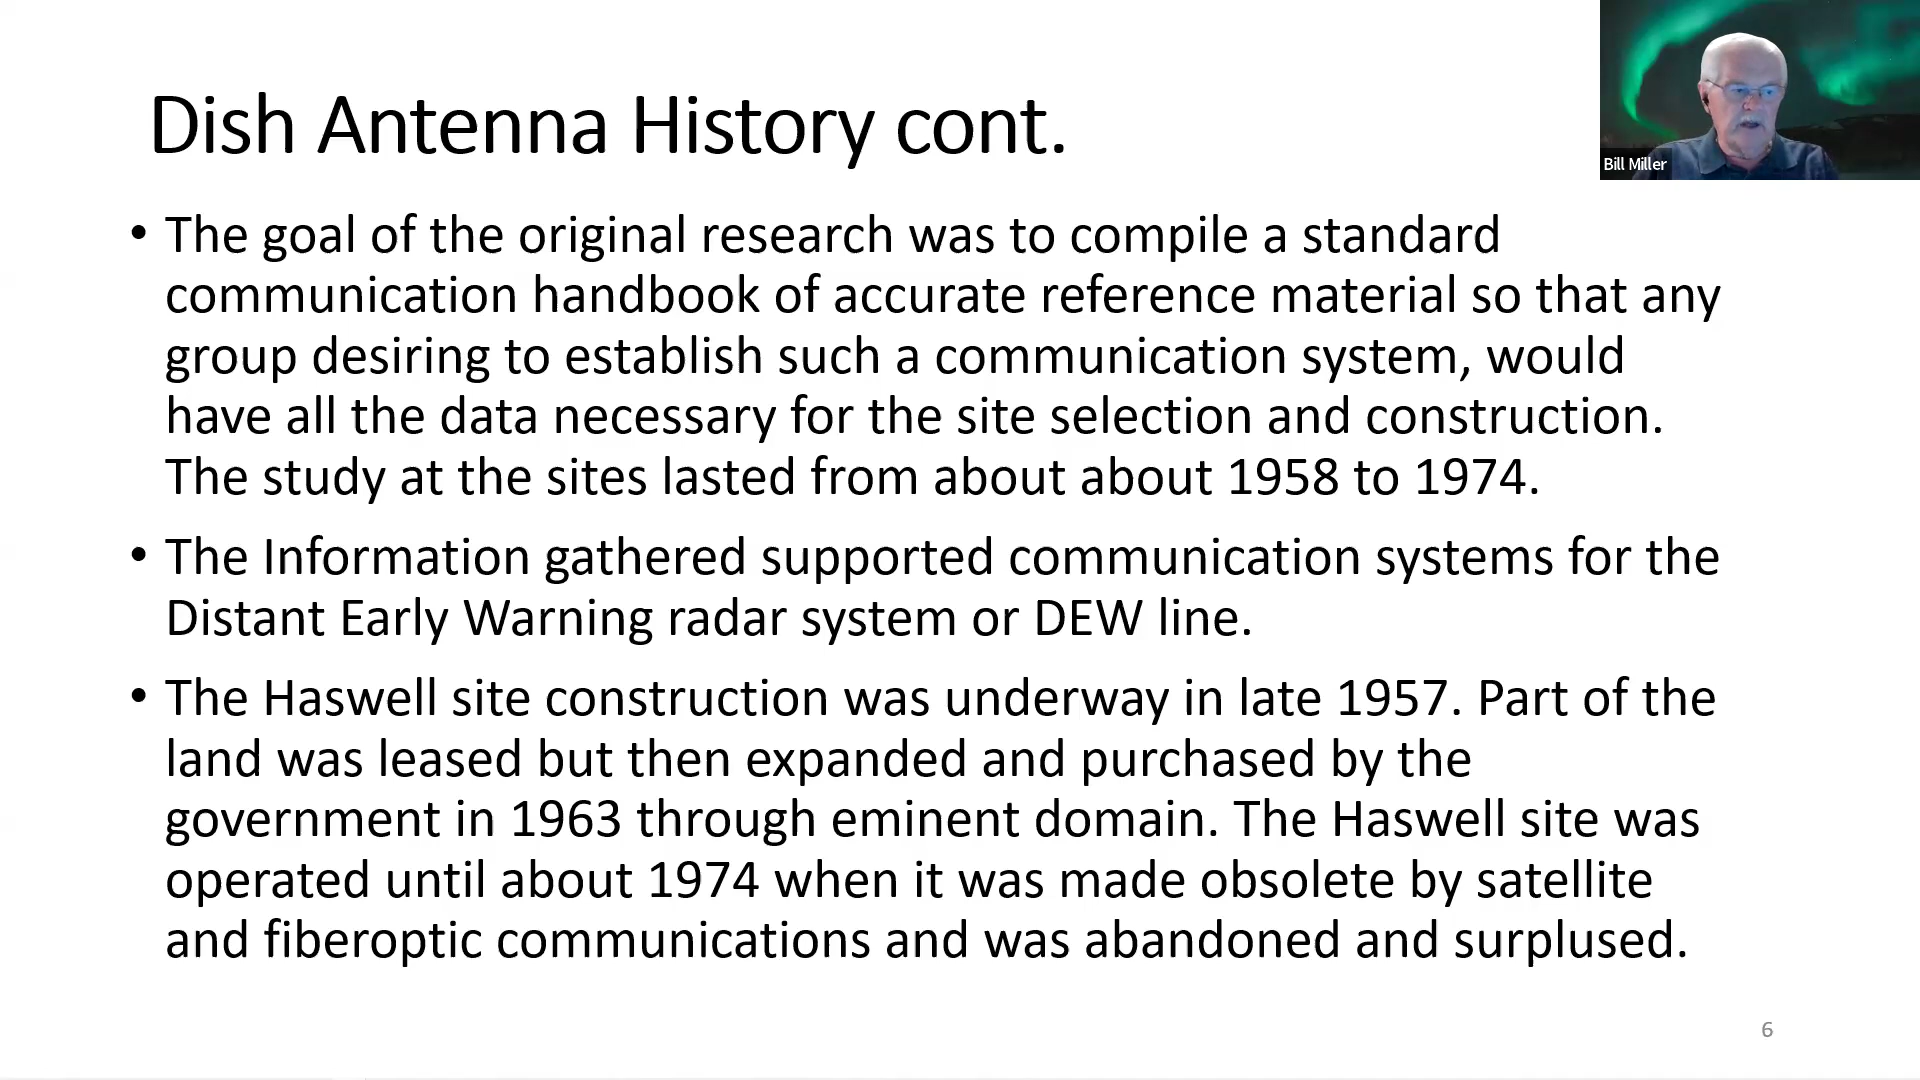 Dish Antenna History cont.
Bill Miller
• The goal of the original research was to compile a standard
communication handbook of accurate reference material so that any
group desiring to establish such a communication system, would
have all the data necessary for the site selection and construction.
The study at the sites lasted from about about 1958 to 1974.
• The Information gathered supported communication systems for the
Distant Early Warning radar system or DEW line.
• The Haswell site construction was underway in late 1957. Part of the
land was leased but then expanded and purchased by the
government in 1963 through eminent domain. The Haswell site was
operated until about 1974 when it was made obsolete by satellite
and fiberoptic communications and was abandoned and surplused.
6